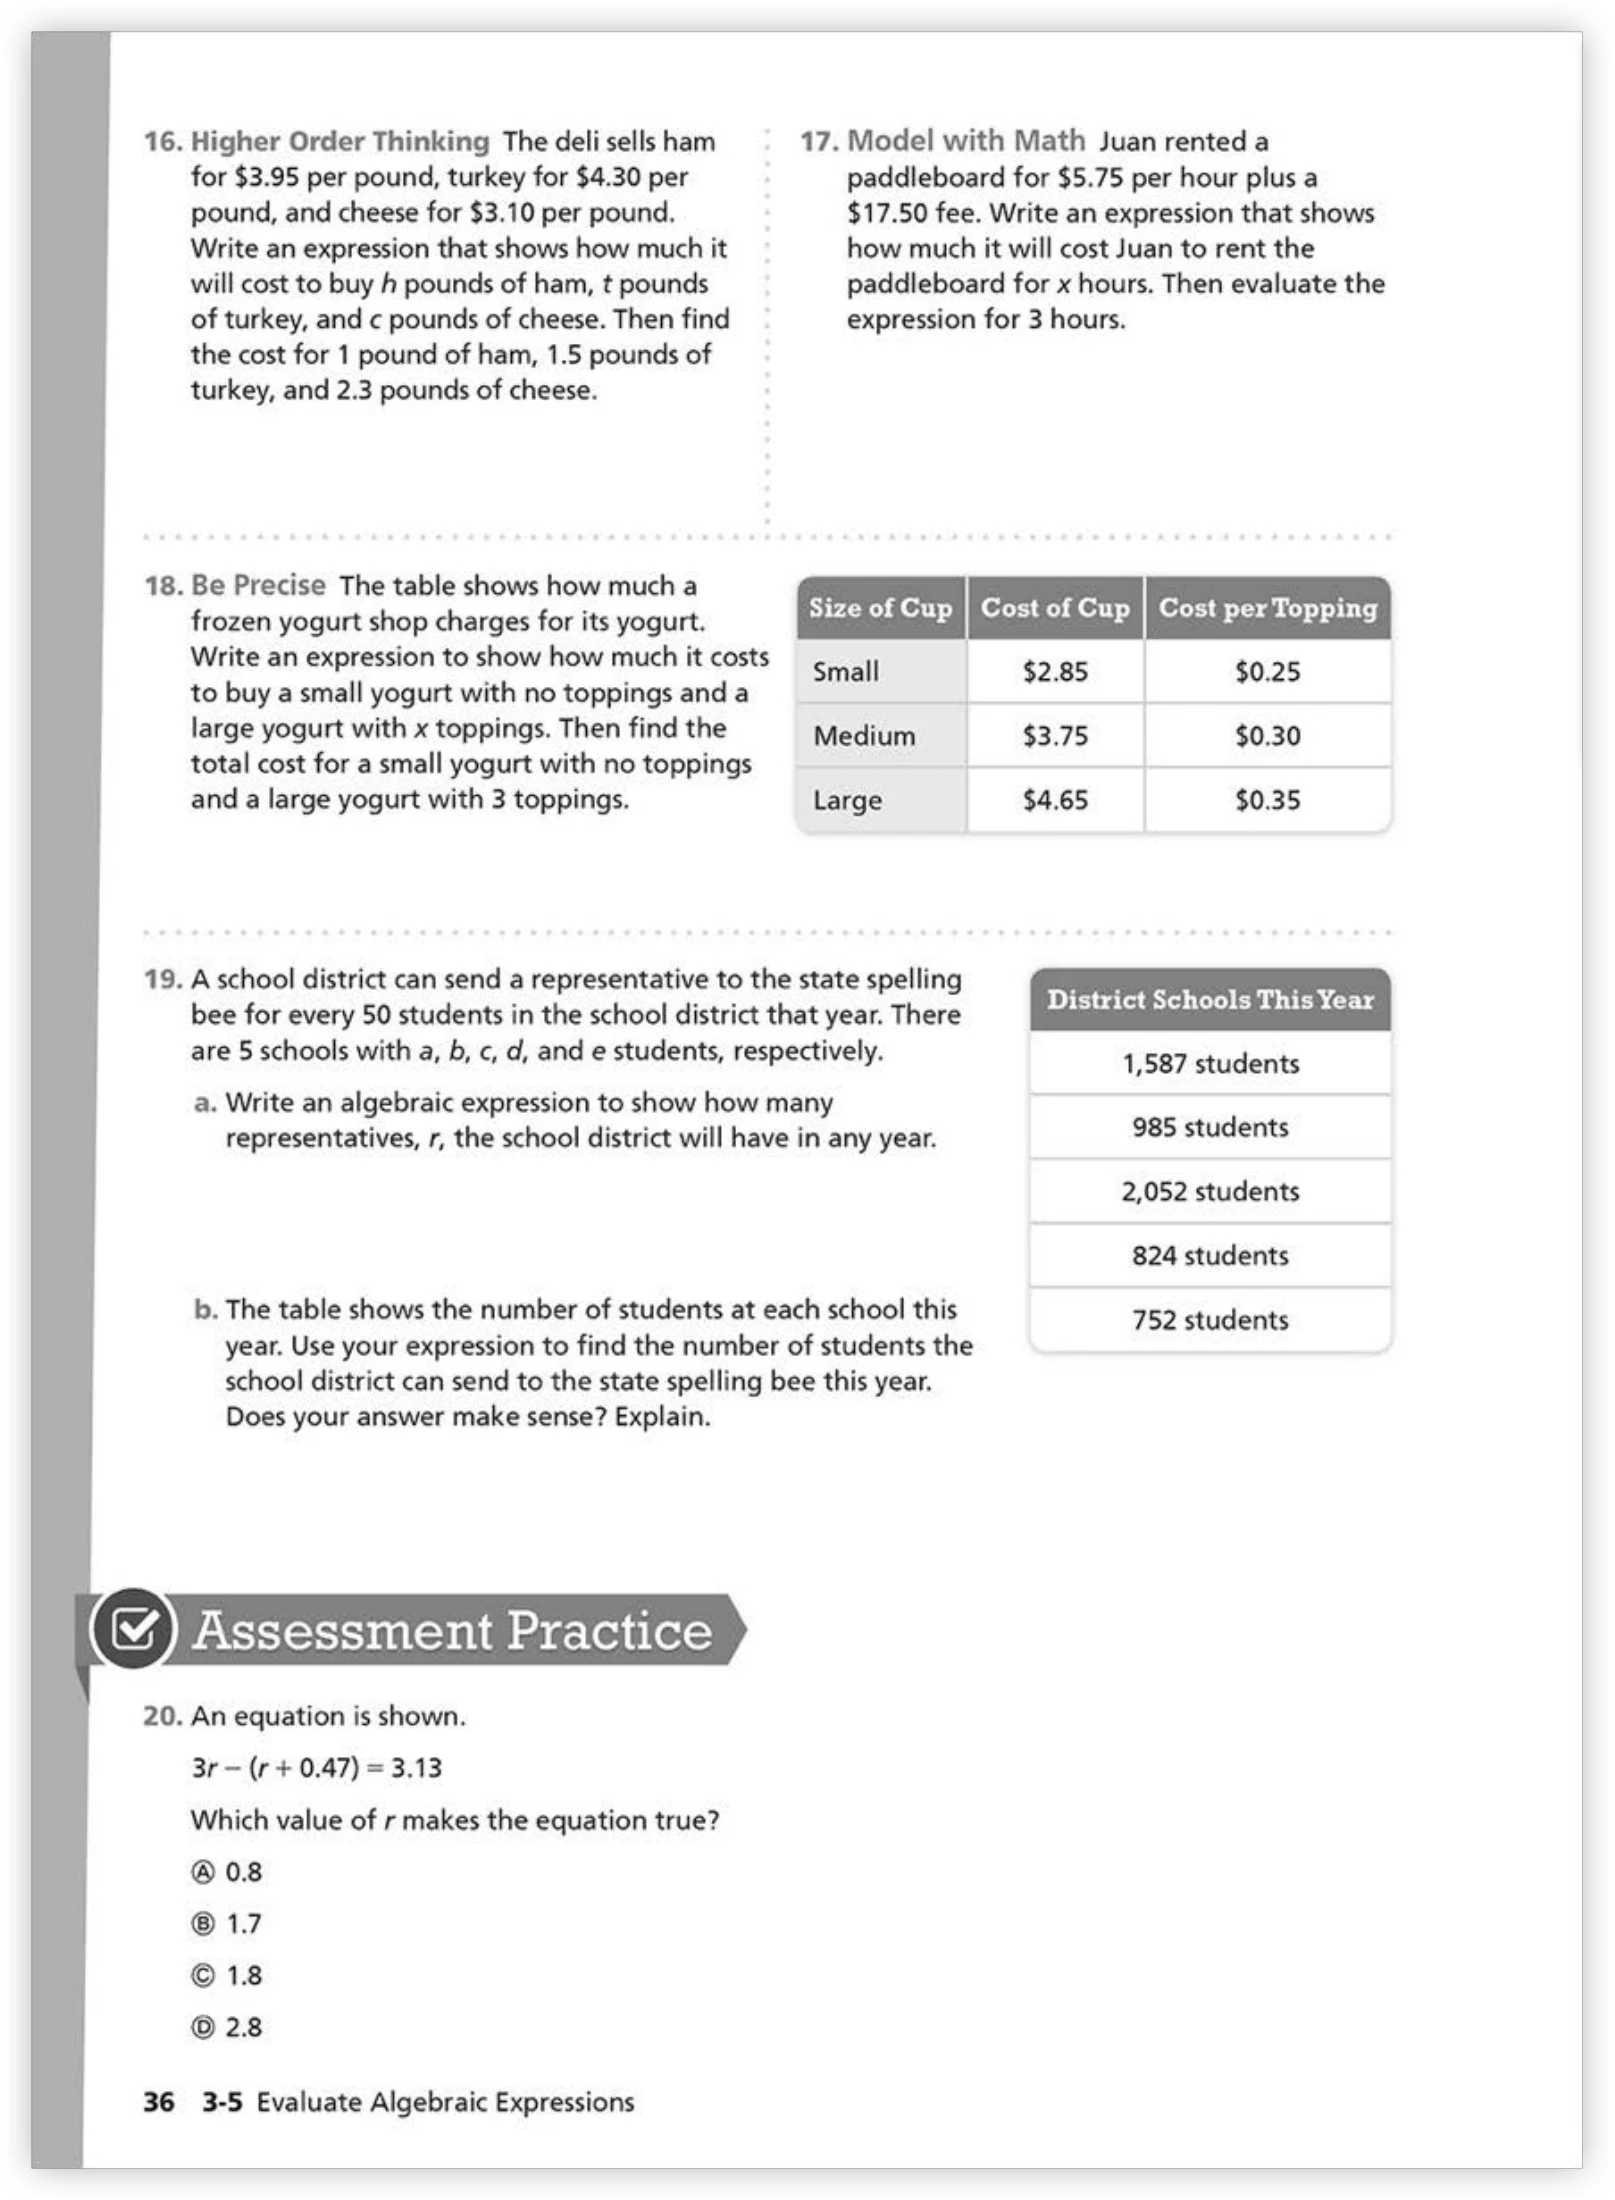 16. Higher Order Thinking The deli sells ham
for $3.95 per pound, turkey for $4.30 per
pound, and cheese for $3.10 per pound.
Write an expression that shows how much it
will cost to buy h pounds of ham, t pounds
of turkey, and c pounds of cheese. Then find
the cost for 1 pound of ham, 1.5 pounds of
turkey, and 2.3 pounds of cheese.
17. Model with Math Juan rented a
paddleboard for $5.75 per hour plus a
$17.50 fee. Write an expression that shows
how much it will cost Juan to rent the
paddleboard for x hours. Then evaluate the
expression for 3 hours.
18. Be Precise The table shows how much a
frozen yogurt shop charges for its yogurt.
Write an expression to show how much it costs
to buy a small yogurt with no toppings and a
large yogurt with x toppings. Then find the
total cost for a small yogurt with no toppings
and a large yogurt with 3 toppings.
Size of Cup Cost of Cup Cost per Topping
Small $2.85 $0.25
Medium $3.75 $0.30
Large $4.65 $0.35
19. A school district can send a representative to the state spelling
bee for every 50 students in the school district that year. There
are 5 schools with a, b, c, d, and e students, respectively.
a. Write an algebraic expression to show how many
representatives, r, the school district will have in any year.
b. The table shows the number of students at each school this
year. Use your expression to find the number of students the
school district can send to the state spelling bee this year.
Does your answer make sense? Explain.
District Schools This Year
1,587 students
985 students
2,052 students
824 students
752 students
Assessment Practice
20. An equation is shown.
3r − (r + 0.47) = 3.13
Which value of r makes the equation true?
Ⓐ 0.8
Ⓑ 1.7
Ⓒ 1.8
Ⓓ 2.8
36 3-5 Evaluate Algebraic Expressions